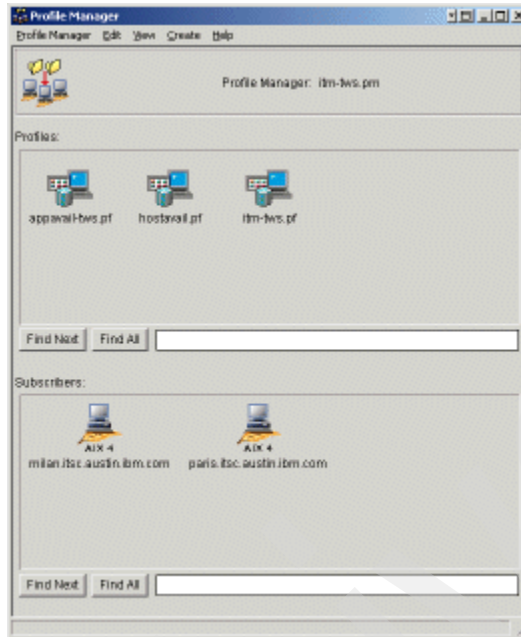 Profile Manager
Profile Manager Edit View Create Help
Profile Manager: itm-tws.pm
Profiles:
appavail-tws.pf hostavail.pf itm-tws.pf
Find Next Find All
Subscribers:
AIX 4 AIX 4
milan.itsc.austin.ibm.com paris.itsc.austin.ibm.com
Find Next Find All